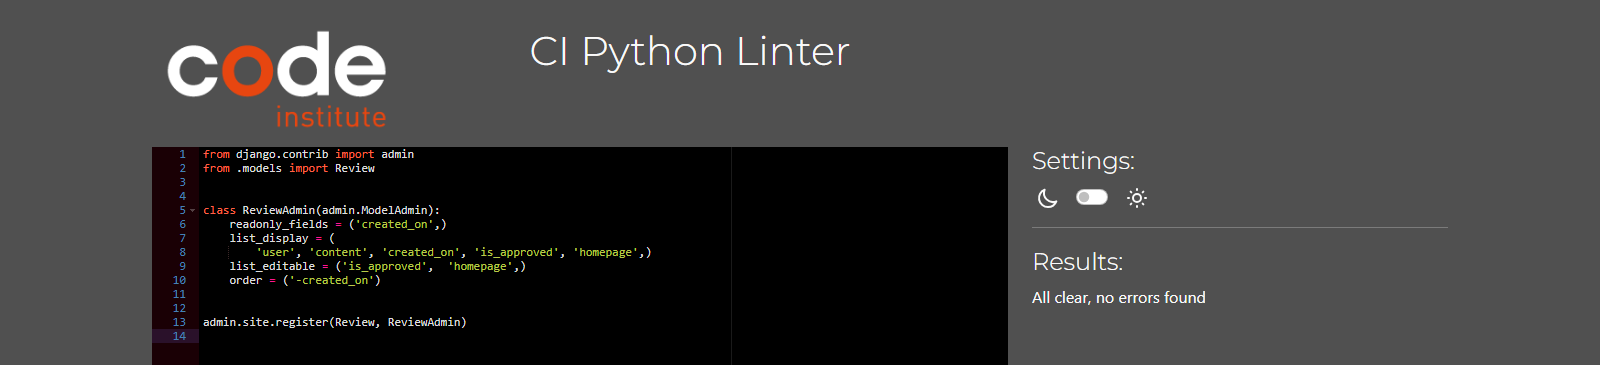 code
institute
CI Python Linter
1 from django.contrib import admin
2 from .models import Review
3
4
5 class ReviewAdmin(admin.ModelAdmin):
6     readonly_fields = ('created_on',)
7     list_display = (
8         'user', 'content', 'created_on', 'is_approved', 'homepage',)
9     list_editable = ('is_approved',  'homepage',)
10     order = ('-created_on')
11
12
13 admin.site.register(Review, ReviewAdmin)
14
Settings:
Results:
All clear, no errors found